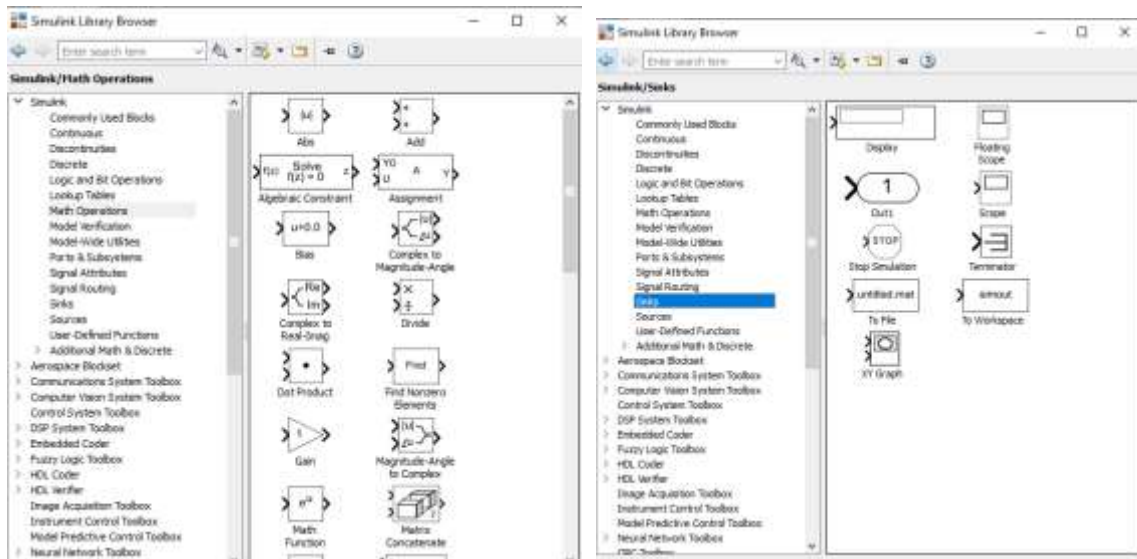 Simulink Library Browser
Enter search term
Simulink/Math Operations
Simulink
Commonly Used Blocks
Continuous
Discontinuities
Discrete
Logic and Bit Operations
Lookup Tables
Math Operations
Model Verification
Model-Wide Utilities
Ports & Subsystems
Signal Attributes
Signal Routing
Sinks
Sources
User-Defined Functions
Additional Math & Discrete
Aerospace Blockset
Communications System Toolbox
Computer Vision System Toolbox
Control System Toolbox
DSP System Toolbox
Embedded Coder
Fuzzy Logic Toolbox
HDL Coder
HDL Verifier
Image Acquisition Toolbox
Instrument Control Toolbox
Model Predictive Control Toolbox
Neural Network Toolbox
|u|
Abs
+
+
Add
f(z) Solve f(z) = 0 z
Algebraic Constraint
Y0
U A Y
Assignment
u+0.0
Bias
|u|
∠u
Complex to
Magnitude-Angle
Re
Im
Complex to
Real-Imag
×
÷
Divide
Dot Product
Find
Find Nonzero
Elements
1
Gain
|u|
∠u
Magnitude-Angle
to Complex
Math
Function
Matrix
Concatenate
Simulink Library Browser
Enter search term
Simulink/Sinks
Simulink
Commonly Used Blocks
Continuous
Discontinuities
Discrete
Logic and Bit Operations
Lookup Tables
Math Operations
Model Verification
Model-Wide Utilities
Ports & Subsystems
Signal Attributes
Signal Routing
Sinks
Sources
User-Defined Functions
Additional Math & Discrete
Aerospace Blockset
Communications System Toolbox
Computer Vision System Toolbox
Control System Toolbox
DSP System Toolbox
Embedded Coder
Fuzzy Logic Toolbox
HDL Coder
HDL Verifier
Image Acquisition Toolbox
Instrument Control Toolbox
Model Predictive Control Toolbox
Neural Network Toolbox
OPC Toolbox
Display
Floating
Scope
1
Out1
Scope
STOP
Stop Simulation
Terminator
untitled.mat
To File
simout
To Workspace
XY Graph